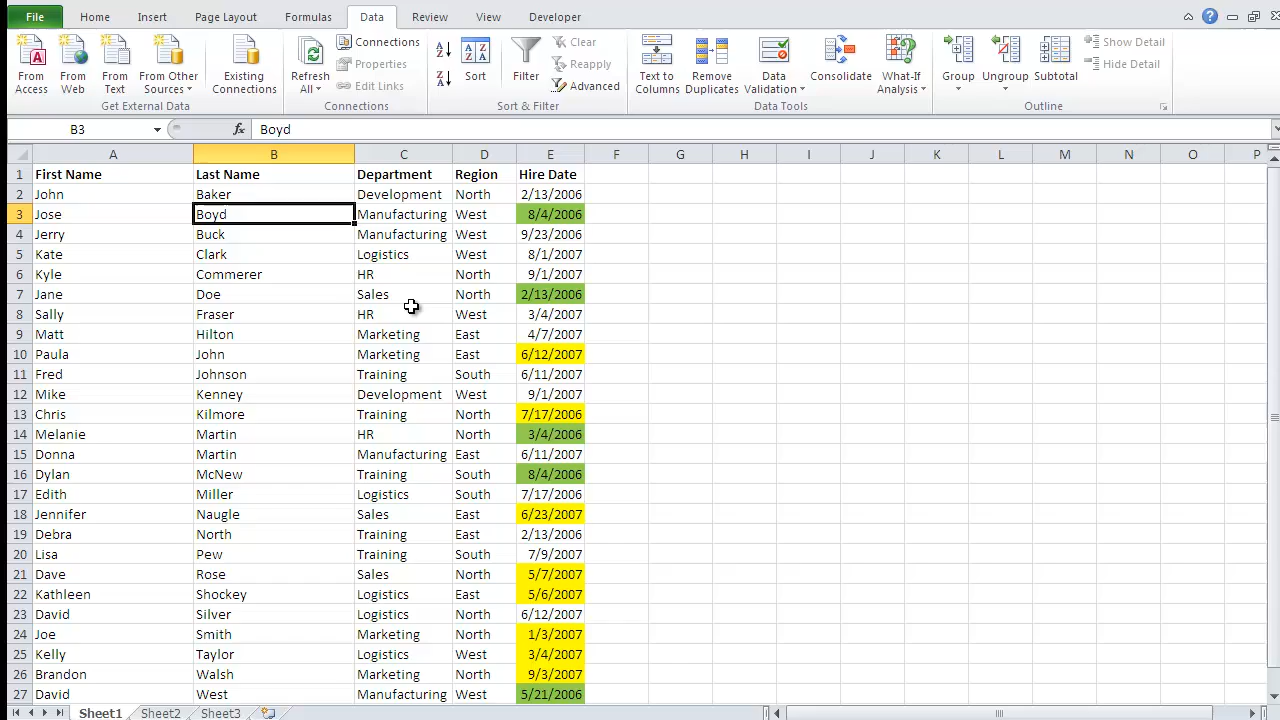 File Home Insert Page Layout Formulas Data Review View Developer
From Access From Web From Text From Other Sources Existing Connections Refresh All Connections Properties Edit Links Sort Filter Clear Reapply Advanced Text to Columns Remove Duplicates Data Validation Consolidate What-If Analysis Group Ungroup Subtotal Show Detail Hide Detail
Get External Data Connections Sort & Filter Data Tools Outline
B3 fx Boyd
A B C D E F G H I J K L M N O P
1 First Name Last Name Department Region Hire Date
2 John Baker Development North 2/13/2006
3 Jose Boyd Manufacturing West 8/4/2006
4 Jerry Buck Manufacturing West 9/23/2006
5 Kate Clark Logistics West 8/1/2007
6 Kyle Commerer HR North 9/1/2007
7 Jane Doe Sales North 2/13/2006
8 Sally Fraser HR West 3/4/2007
9 Matt Hilton Marketing East 4/7/2007
10 Paula John Marketing East 6/12/2007
11 Fred Johnson Training South 6/11/2007
12 Mike Kenney Development West 9/1/2007
13 Chris Kilmore Training North 7/17/2006
14 Melanie Martin HR North 3/4/2006
15 Donna Martin Manufacturing East 6/11/2007
16 Dylan McNew Training South 8/4/2006
17 Edith Miller Logistics South 7/17/2006
18 Jennifer Naugle Sales East 6/23/2007
19 Debra North Training East 2/13/2006
20 Lisa Pew Training South 7/9/2007
21 Dave Rose Sales North 5/7/2007
22 Kathleen Shockey Logistics East 5/6/2007
23 David Silver Logistics North 6/12/2007
24 Joe Smith Marketing North 1/3/2007
25 Kelly Taylor Logistics West 3/4/2007
26 Brandon Walsh Marketing North 9/3/2007
27 David West Manufacturing West 5/21/2006
Sheet1 Sheet2 Sheet3